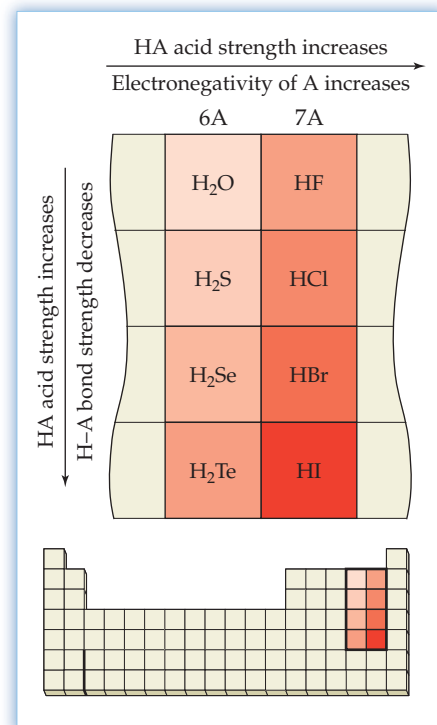 HA acid strength increases
Electronegativity of A increases
6A 7A
HA acid strength increases
H–A bond strength decreases
H₂O HF
H₂S HCl
H₂Se HBr
H₂Te HI